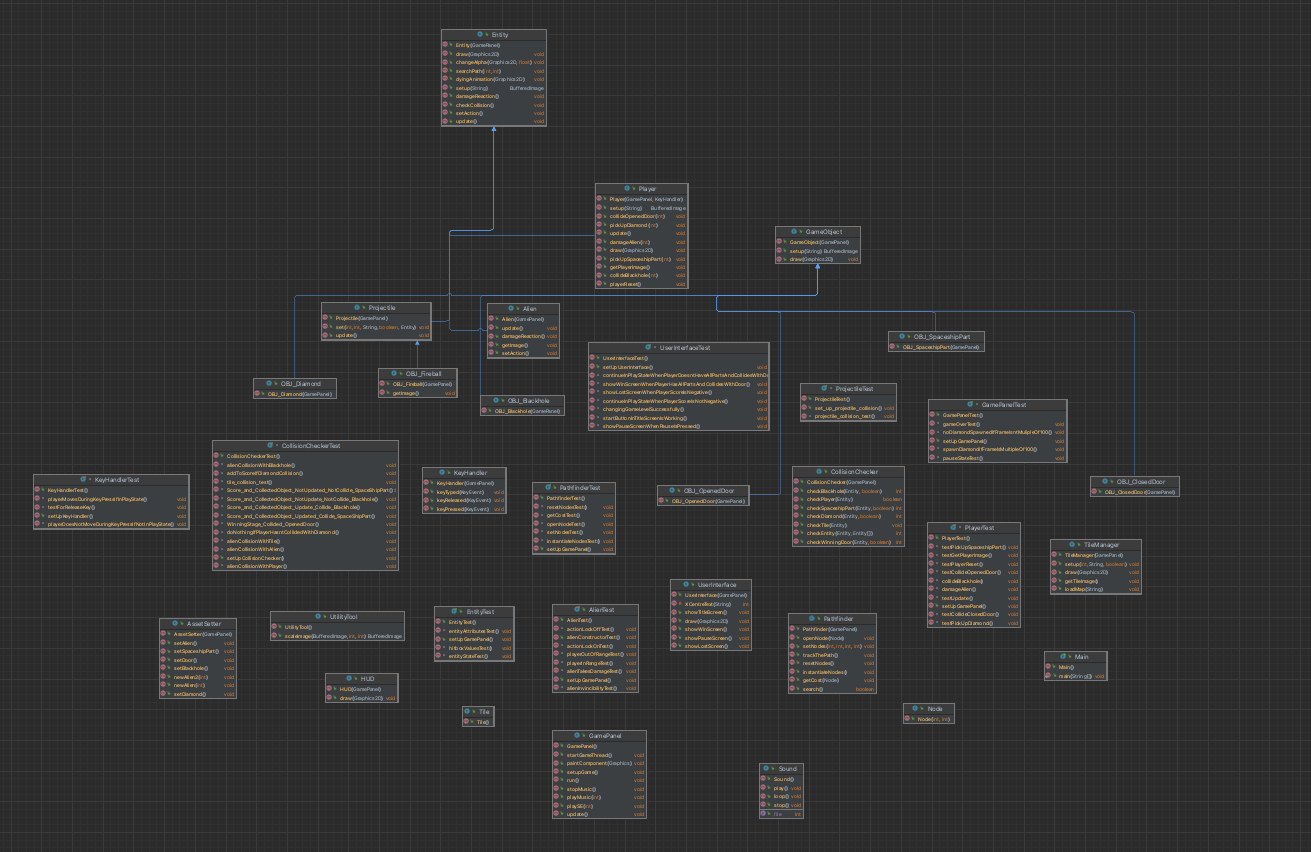 Entity
Entity(GamePanel)
draw(Graphics2D) void
changeAlpha(Graphics2D, float) void
searchPath(int, int) void
dyingAnimation(Graphics2D) void
setup(String) BufferedImage
damageReaction() void
checkCollision() void
setAction() void
update() void
Player
Player(GamePanel, KeyHandler)
setup(String) BufferedImage
collideOpenedDoor(int) void
pickUpDiamond(int) void
update() void
damageAlien(int) void
draw(Graphics2D) void
pickUpSpaceshipPart(int) void
getPlayerImage() void
collideBlackhole(int) void
playerReset() void
GameObject
GameObject(GamePanel)
setup(String) BufferedImage
draw(Graphics2D) void
Projectile
Projectile(GamePanel)
set(int, int, String, boolean, Entity) void
update() void
Alien
Alien(GamePanel)
update() void
damageReaction() void
getImage() void
setAction() void
OBJ_SpaceshipPart
OBJ_SpaceshipPart(GamePanel)
UserInterfaceTest
UserInterfaceTest()
setUpUserInterface() void
continueInPlayStateWhenPlayerDoesntHaveAllPartsAndCollidesWithD
showWinScreenWhenPlayerHasAllPartsAndCollidesWithDoor() void
showLostScreenWhenPlayerScoreIsNegative() void
continueInPlayStateWhenPlayerScoreIsNotNegative() void
changingGameLevelSuccessfully() void
startButtonInTitleScreenIsWorking() void
showPauseScreenWhenPauseIsPressed() void
OBJ_Diamond
OBJ_Diamond(GamePanel)
OBJ_Fireball
OBJ_Fireball(GamePanel)
getImage() void
OBJ_Blackhole
OBJ_Blackhole(GamePanel)
ProjectileTest
ProjectileTest()
set_up_projectile_collision() void
projectile_collision_test() void
GamePanelTest
GamePanelTest()
gameOverTest() void
noDiamondSpawnedIfFrameIsntMultipleOf100() void
setUpGamePanel() void
spawnDiamondIfFrameIsMultipleOf100() void
pauseStateTest() void
CollisionCheckerTest
CollisionCheckerTest()
alienCollisionWithBlackhole() void
addToScoreIfDiamondCollision() void
tile_collision_test() void
Score_and_CollectedObject_NotUpdated_NotCollide_SpaceShipPart()
Score_and_CollectedObject_NotUpdate_NotCollide_Blackhole() void
Score_and_CollectedObject_Update_Collide_Blackhole() void
Score_and_CollectedObject_Updated_Collide_SpaceShipPart() void
WinningStage_Collided_OpenedDoor() void
doNothingIfPlayerHasntCollidedWithDiamond() void
alienCollisionWithTile() void
alienCollisionWithAlien() void
setUpCollisionChecker() void
alienCollisionWithPlayer() void
KeyHandlerTest
KeyHandlerTest()
playerMovesDuringKeyPressIfInPlayState() void
testForReleaseKey() void
setUpKeyHandler() void
playerDoesNotMoveDuringKeyPressIfNotInPlayState() void
KeyHandler
KeyHandler(GamePanel)
keyTyped(KeyEvent) void
keyReleased(KeyEvent) void
keyPressed(KeyEvent) void
PathfinderTest
PathfinderTest()
resetNodesTest() void
getCostTest() void
openNodeTest() void
setNodesTest() void
instantiateNodesTest() void
setUpGamePanel() void
OBJ_OpenedDoor
OBJ_OpenedDoor(GamePanel)
CollisionChecker
CollisionChecker(GamePanel)
checkBlackhole(Entity, boolean) int
checkPlayer(Entity) boolean
checkSpaceshipPart(Entity, boolean) int
checkDiamond(Entity, boolean) int
checkTile(Entity) void
checkEntity(Entity, Entity[]) int
checkWinningDoor(Entity, boolean) int
OBJ_ClosedDoor
OBJ_ClosedDoor(GamePanel)
PlayerTest
PlayerTest()
testPickUpSpaceshipPart() void
testGetPlayerImage() void
testPlayerReset() void
testCollideOpenedDoor() void
collideBlackhole() void
damageAlien() void
testUpdate() void
setUpGamePanel() void
testCollideClosedDoor() void
testPickUpDiamond() void
TileManager
TileManager(GamePanel)
setup(int, String, boolean) void
draw(Graphics2D) void
getTileImage() void
loadMap(String) void
UserInterface
UserInterface(GamePanel)
XCentreText(String) int
showTitleScreen() void
draw(Graphics2D) void
showWinScreen() void
showPauseScreen() void
showLostScreen() void
AssetSetter
AssetSetter(GamePanel)
setAlien() void
setSpaceshipPart() void
setDoor() void
setBlackhole() void
newAlien2(int) void
newAlien(int) void
setDiamond() void
UtilityTool
UtilityTool()
scaleImage(BufferedImage, int, int) BufferedImage
EntityTest
EntityTest()
entityAttributesTest() void
setUpGamePanel() void
hitboxValuesTest() void
entityStateTest() void
AlienTest
AlienTest()
actionLockOffTest() void
alienConstructorTest() void
actionLockOnTest() void
playerOutOfRangeTest() void
playerInRangeTest() void
alienTakesDamageTest() void
setUpGamePanel() void
alienInvincibilityTest() void
Pathfinder
Pathfinder(GamePanel)
openNode(Node) void
setNodes(int, int, int, int) void
trackThePath() void
resetNodes() void
instantiateNodes() void
getCost(Node) void
search() boolean
Main
Main()
main(String[]) void
HUD
HUD(GamePanel)
draw(Graphics2D) void
Tile
Tile()
Node
Node(int, int)
GamePanel
GamePanel()
startGameThread() void
paintComponent(Graphics) void
setupGame() void
run() void
stopMusic() void
playMusic(int) void
playSE(int) void
update() void
Sound
Sound()
play() void
loop() void
stop() void
file int